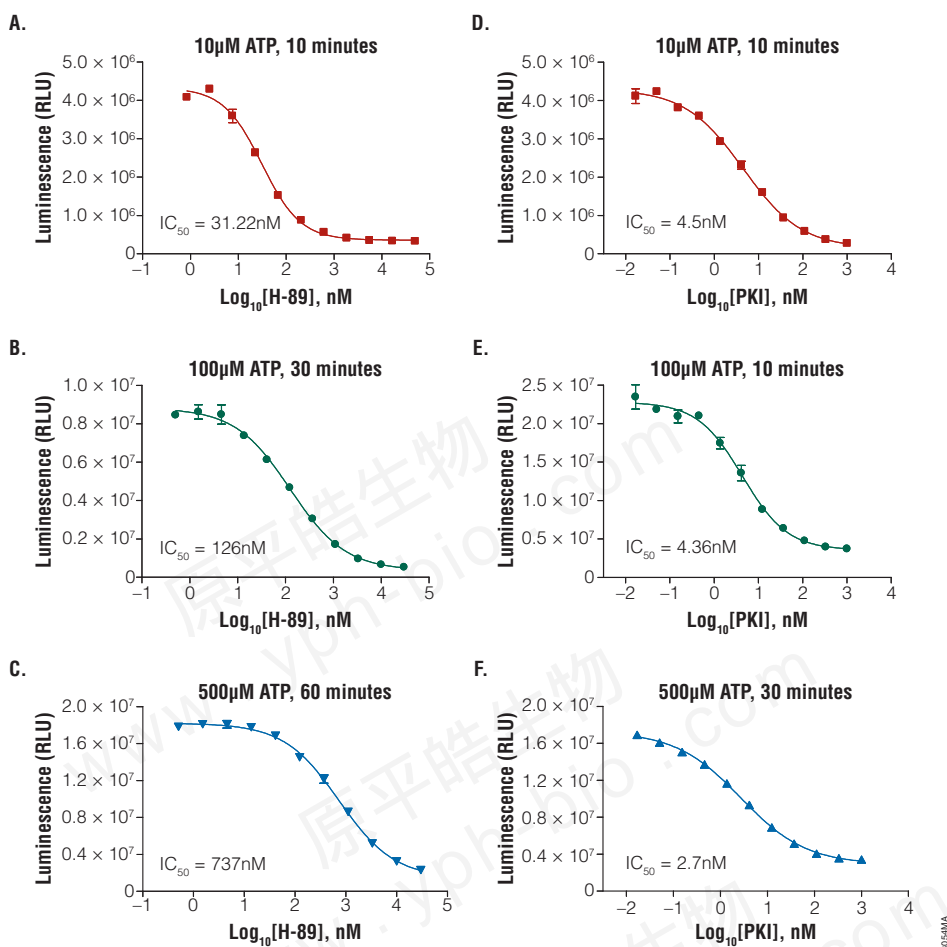 A.
10µM ATP, 10 minutes
Luminescence (RLU)
5.0 × 10⁶
4.0 × 10⁶
3.0 × 10⁶
2.0 × 10⁶
1.0 × 10⁶
0
IC₅₀ = 31.22nM
–1 0 1 2 3 4 5
Log₁₀[H-89], nM
D.
10µM ATP, 10 minutes
Luminescence (RLU)
5.0 × 10⁶
4.0 × 10⁶
3.0 × 10⁶
2.0 × 10⁶
1.0 × 10⁶
0
IC₅₀ = 4.5nM
–2 –1 0 1 2 3 4
Log₁₀[PKI], nM
B.
100µM ATP, 30 minutes
Luminescence (RLU)
1.0 × 10⁷
0.8 × 10⁷
0.6 × 10⁷
0.4 × 10⁷
0.2 × 10⁷
0
IC₅₀ = 126nM
–1 0 1 2 3 4 5
Log₁₀[H-89], nM
E.
100µM ATP, 10 minutes
Luminescence (RLU)
2.5 × 10⁷
2.0 × 10⁷
1.5 × 10⁷
1.0 × 10⁷
0.5 × 10⁷
0
IC₅₀ = 4.36nM
–2 –1 0 1 2 3 4
Log₁₀[PKI], nM
C.
500µM ATP, 60 minutes
Luminescence (RLU)
2.0 × 10⁷
1.6 × 10⁷
1.2 × 10⁷
0.8 × 10⁷
0.4 × 10⁷
0
IC₅₀ = 737nM
–1 0 1 2 3 4 5
Log₁₀[H-89], nM
F.
500µM ATP, 30 minutes
Luminescence (RLU)
2.0 × 10⁷
1.6 × 10⁷
1.2 × 10⁷
0.8 × 10⁷
0.4 × 10⁷
0
IC₅₀ = 2.7nM
–2 –1 0 1 2 3 4
Log₁₀[PKI], nM
原平皓生物
www.yph-bio.com
原平皓生物
www.yph-bio.com